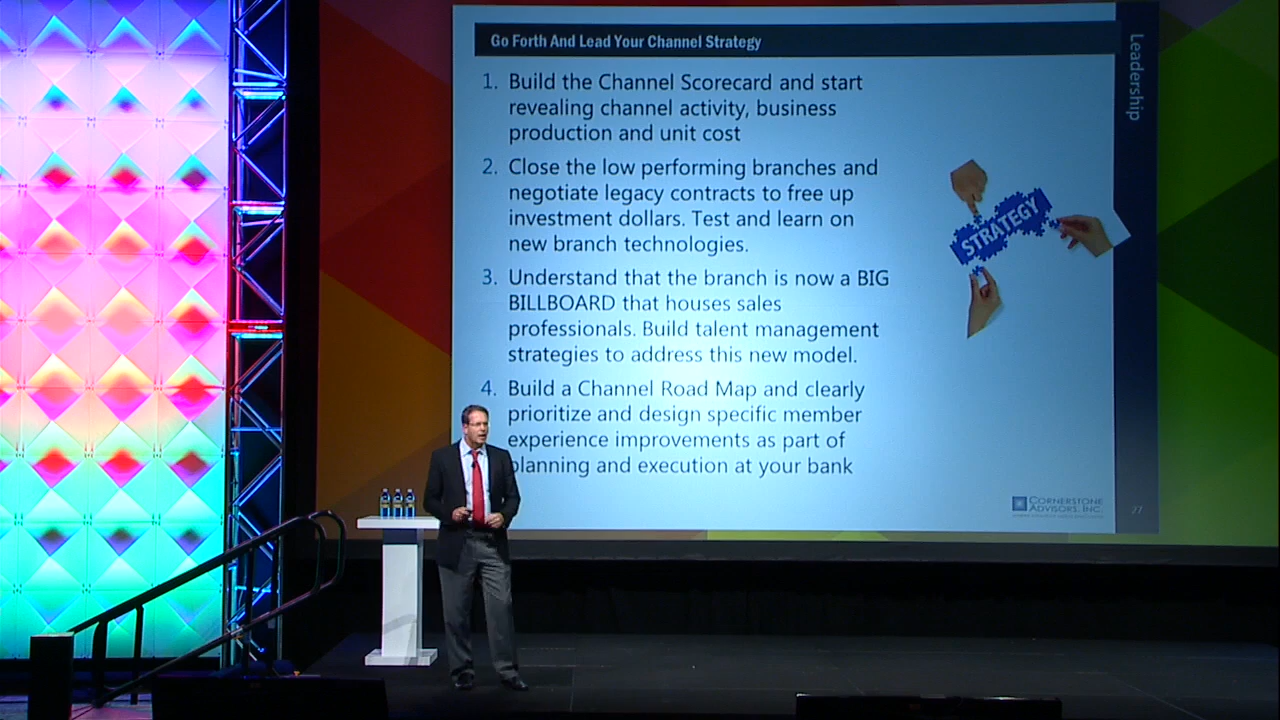 Go Forth And Lead Your Channel Strategy
Leadership
1. Build the Channel Scorecard and start
revealing channel activity, business
production and unit cost
2. Close the low performing branches and
negotiate legacy contracts to free up
investment dollars. Test and learn on
new branch technologies.
3. Understand that the branch is now a BIG
BILLBOARD that houses sales
professionals. Build talent management
strategies to address this new model.
4. Build a Channel Road Map and clearly
prioritize and design specific member
experience improvements as part of
planning and execution at your bank
STRATEGY
CORNERSTONE
ADVISORS, INC.